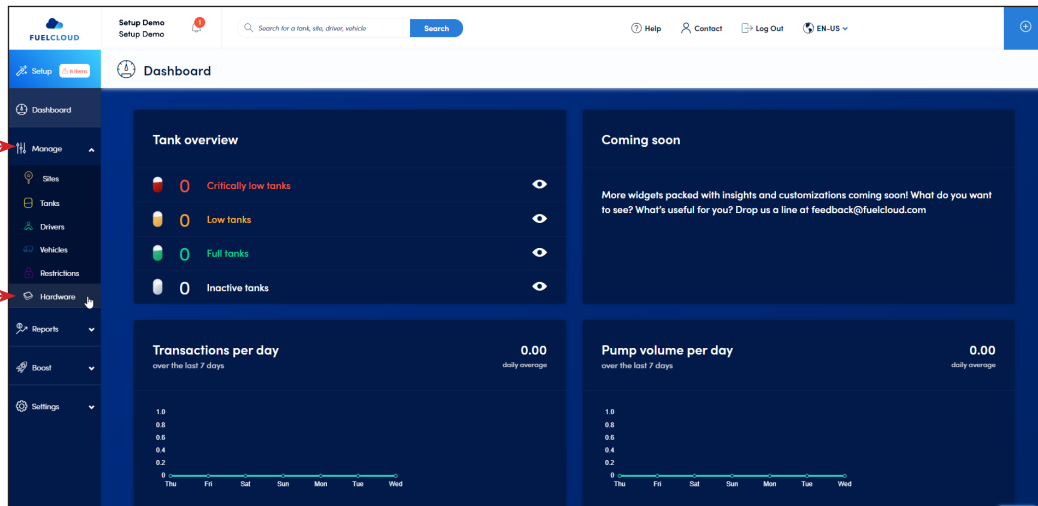 FUELCLOUD
Setup Demo
Setup Demo
1
Search for a tank, site, driver, vehicle
Search
Help
Contact
Log Out
EN-US
Setup
6 items
Dashboard
Dashboard
Manage
Sites
Tanks
Drivers
Vehicles
Restrictions
Hardware
Reports
Boost
Settings
Tank overview
0 Critically low tanks
0 Low tanks
0 Full tanks
0 Inactive tanks
Coming soon
More widgets packed with insights and customizations coming soon! What do you want
to see? What's useful for you? Drop us a line at feedback@fuelcloud.com
Transactions per day
over the last 7 days
0.00
daily average
1.0
0.8
0.6
0.4
0.2
0
Thu Fri Sat Sun Mon Tue Wed
Pump volume per day
over the last 7 days
0.00
daily average
1.0
0.8
0.6
0.4
0.2
0
Thu Fri Sat Sun Mon Tue Wed